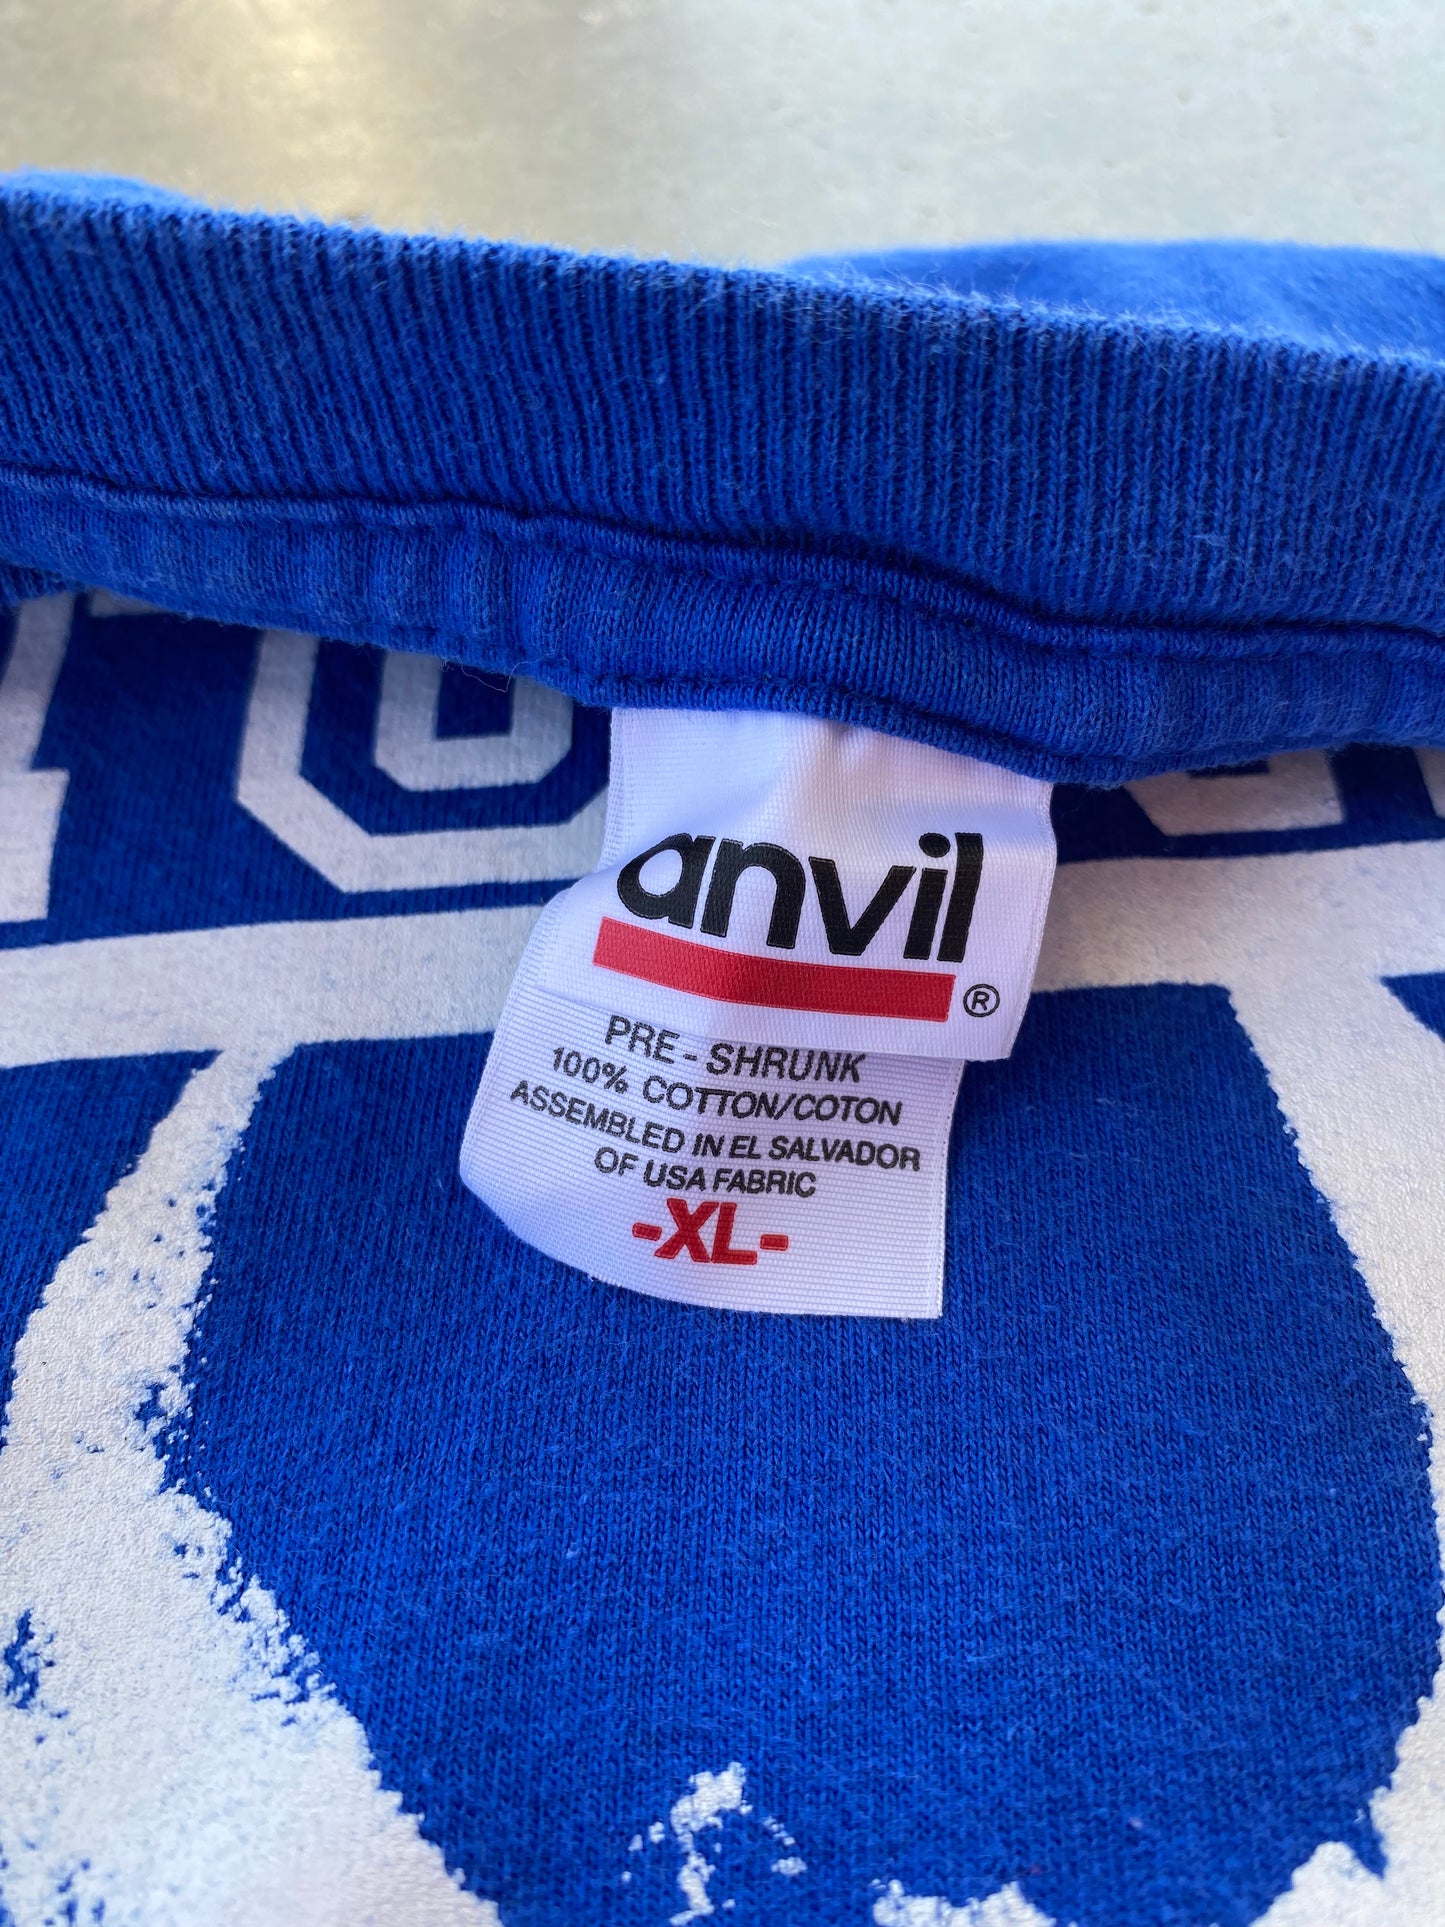 anvil
®
PRE-SHRUNK
100% COTTON/COTON
ASSEMBLED IN EL SALVADOR
OF USA FABRIC
-XL-